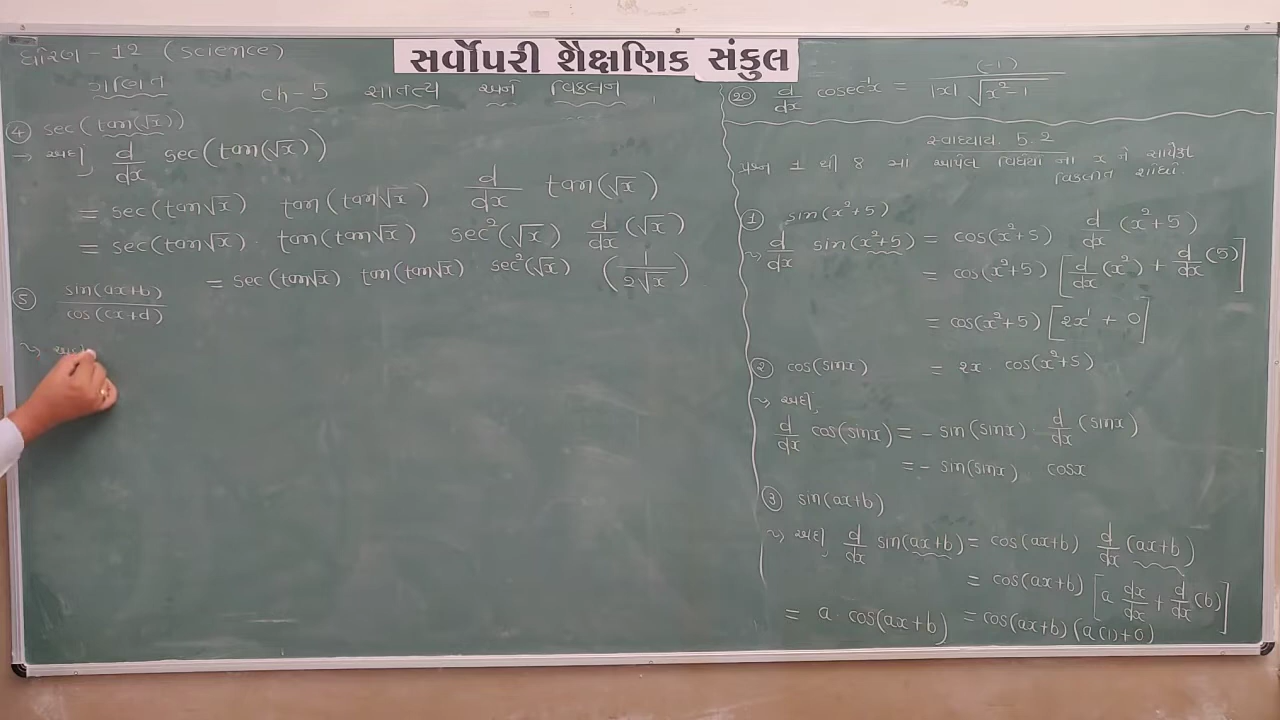 સર્વોપરી શૈક્ષણિક સંકુલ
ધોરણ - 12 (science)
ગણિત ch-5 સાતત્ય અને વિકલન
④ sec(tan(√x))
→ અહીં, d/dx sec(tan(√x))
= sec(tan√x) tan(tan√x) d/dx tan(√x)
= sec(tan√x) · tan(tan√x) sec²(√x) d/dx (√x)
= sec(tan√x) tan(tan√x) sec²(√x) (1/2√x)
⑤ sin(ax+b)/cos(cx+d)
→ અહીં
⑳ d/dx cosec⁻¹x = (-1)/|x|√x²-1
સ્વાધ્યાય 5.2
પ્રશ્ન 1 થી 8 માં આપેલ વિધેયો ના x ને સાપેક્ષ
વિકલીત શોધો.
① sin(x²+5)
→ d/dx sin(x²+5) = cos(x²+5) d/dx (x²+5)
= cos(x²+5) [d/dx (x²) + d/dx (5)]
= cos(x²+5) [2x¹ + 0]
② cos(sinx) = 2x · cos(x²+5)
→ અહીં,
d/dx cos(sinx) = - sin(sinx) · d/dx (sinx)
= - sin(sinx) cosx
③ sin(ax+b)
→ અહીં, d/dx sin(ax+b) = cos(ax+b) d/dx (ax+b)
= cos(ax+b) [a dx/dx + d/dx (b)]
= a · cos(ax+b) = cos(ax+b) (a(1)+0)